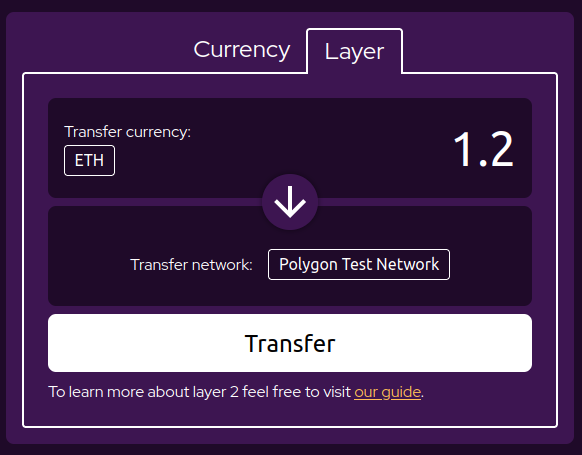 Currency
Layer
Transfer currency:
ETH
1.2
Transfer network:
Polygon Test Network
Transfer
To learn more about layer 2 feel free to visit our guide.